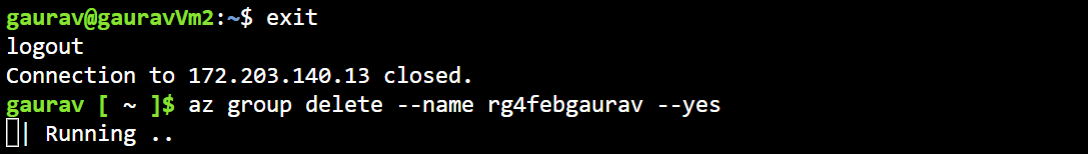 gaurav@gauravVm2:~$ exit
logout
Connection to 172.203.140.13 closed.
gaurav [ ~ ]$ az group delete --name rg4febgaurav --yes
| Running ..